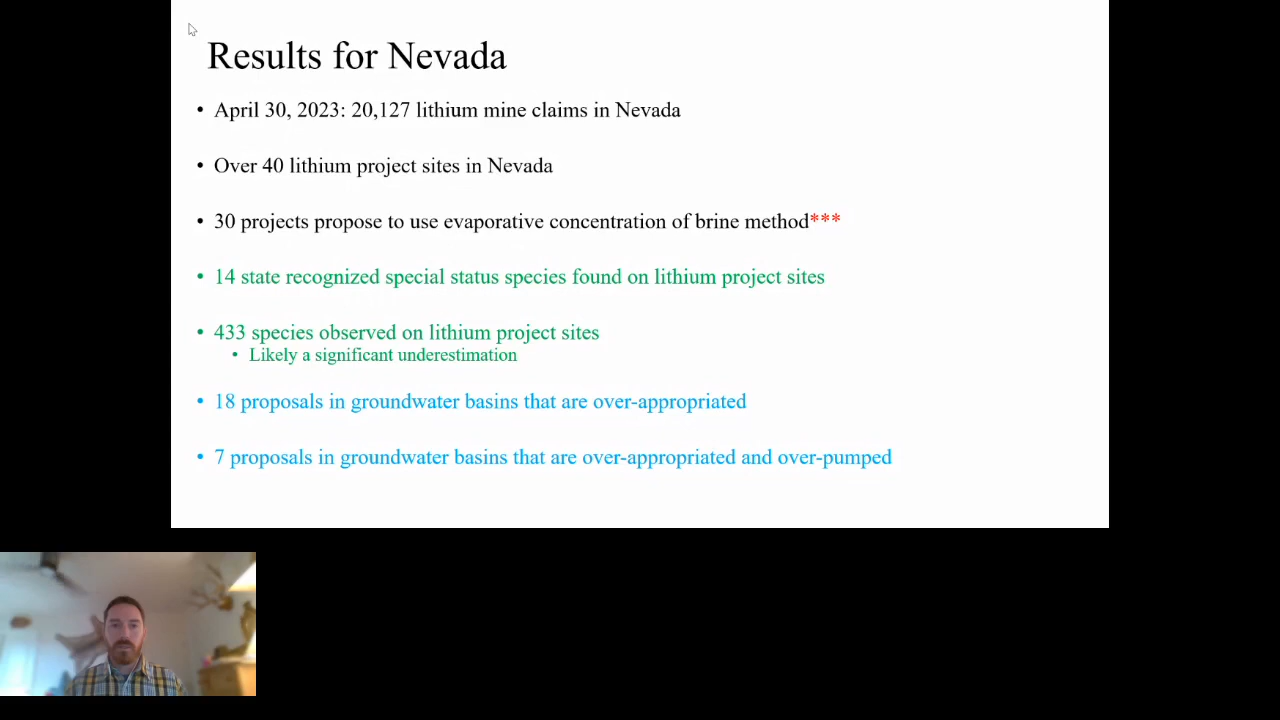 Results for Nevada
• April 30, 2023: 20,127 lithium mine claims in Nevada
• Over 40 lithium project sites in Nevada
• 30 projects propose to use evaporative concentration of brine method***
• 14 state recognized special status species found on lithium project sites
• 433 species observed on lithium project sites
• Likely a significant underestimation
• 18 proposals in groundwater basins that are over-appropriated
• 7 proposals in groundwater basins that are over-appropriated and over-pumped